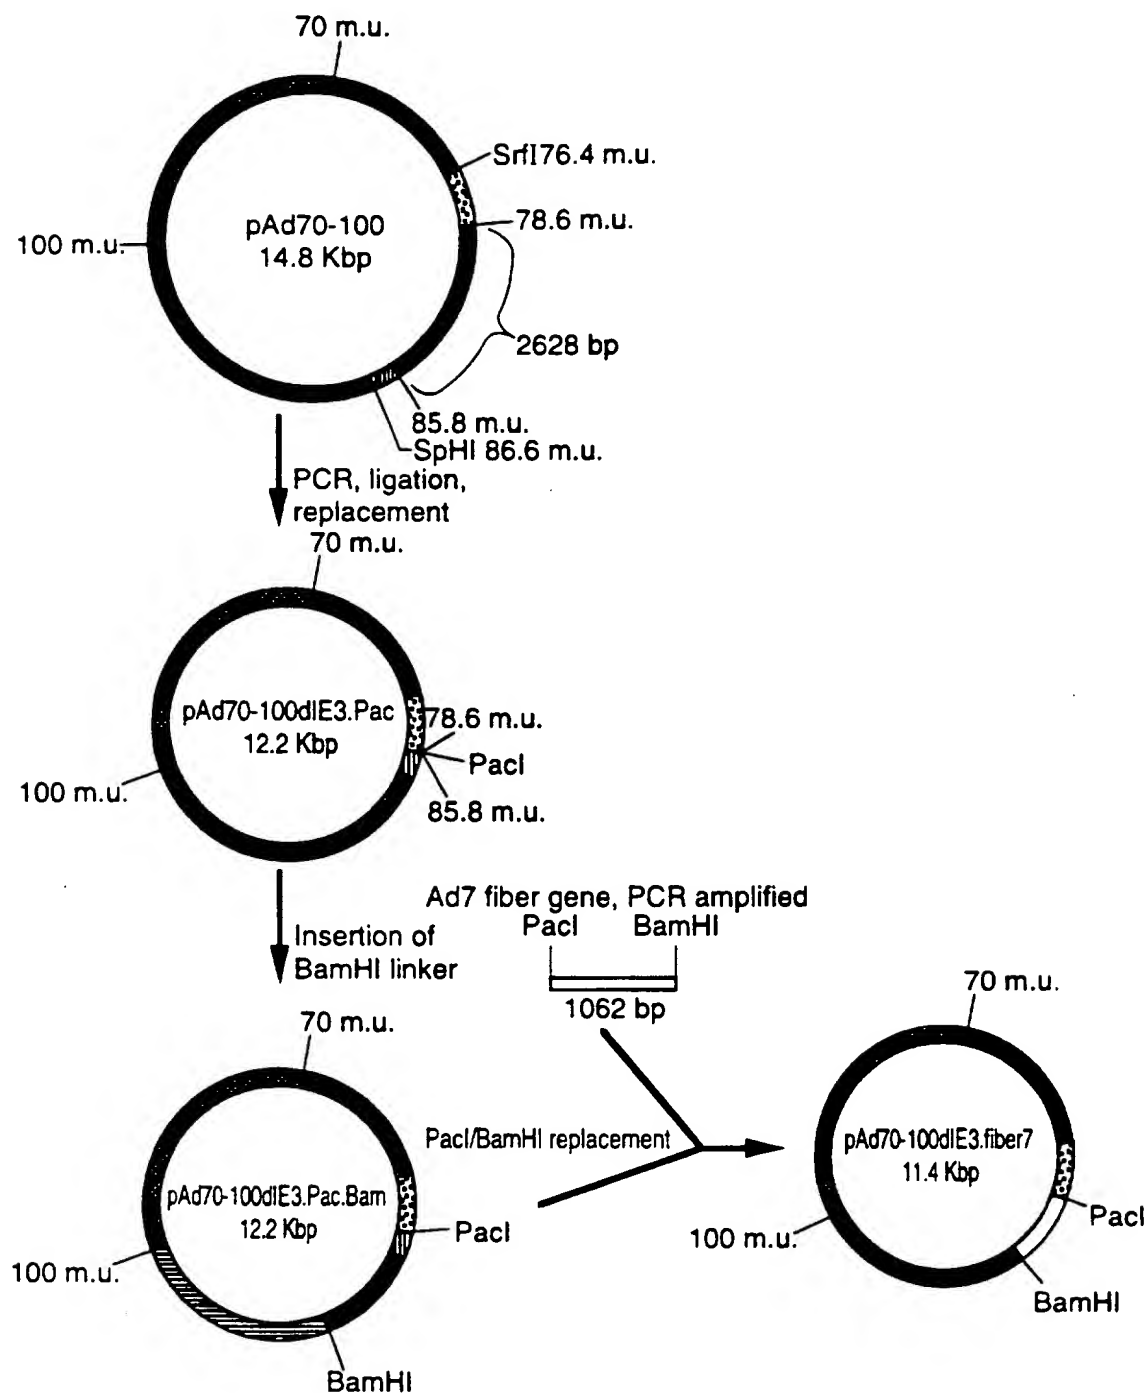 70 m.u.
SrfI76.4 m.u.
78.6 m.u.
pAd70-100
14.8 Kbp
100 m.u.
2628 bp
85.8 m.u.
SpHI 86.6 m.u.
PCR, ligation,
replacement
70 m.u.
pAd70-100dlE3.Pac
12.2 Kbp
78.6 m.u.
PacI
100 m.u.
85.8 m.u.
Ad7 fiber gene, PCR amplified
PacI BamHI
1062 bp
Insertion of
BamHI linker
70 m.u.
pAd70-100dlE3.Pac.Bam
12.2 Kbp
PacI
100 m.u.
BamHI
PacI/BamHI replacement
70 m.u.
pAd70-100dlE3.fiber7
11.4 Kbp
PacI
100 m.u.
BamHI